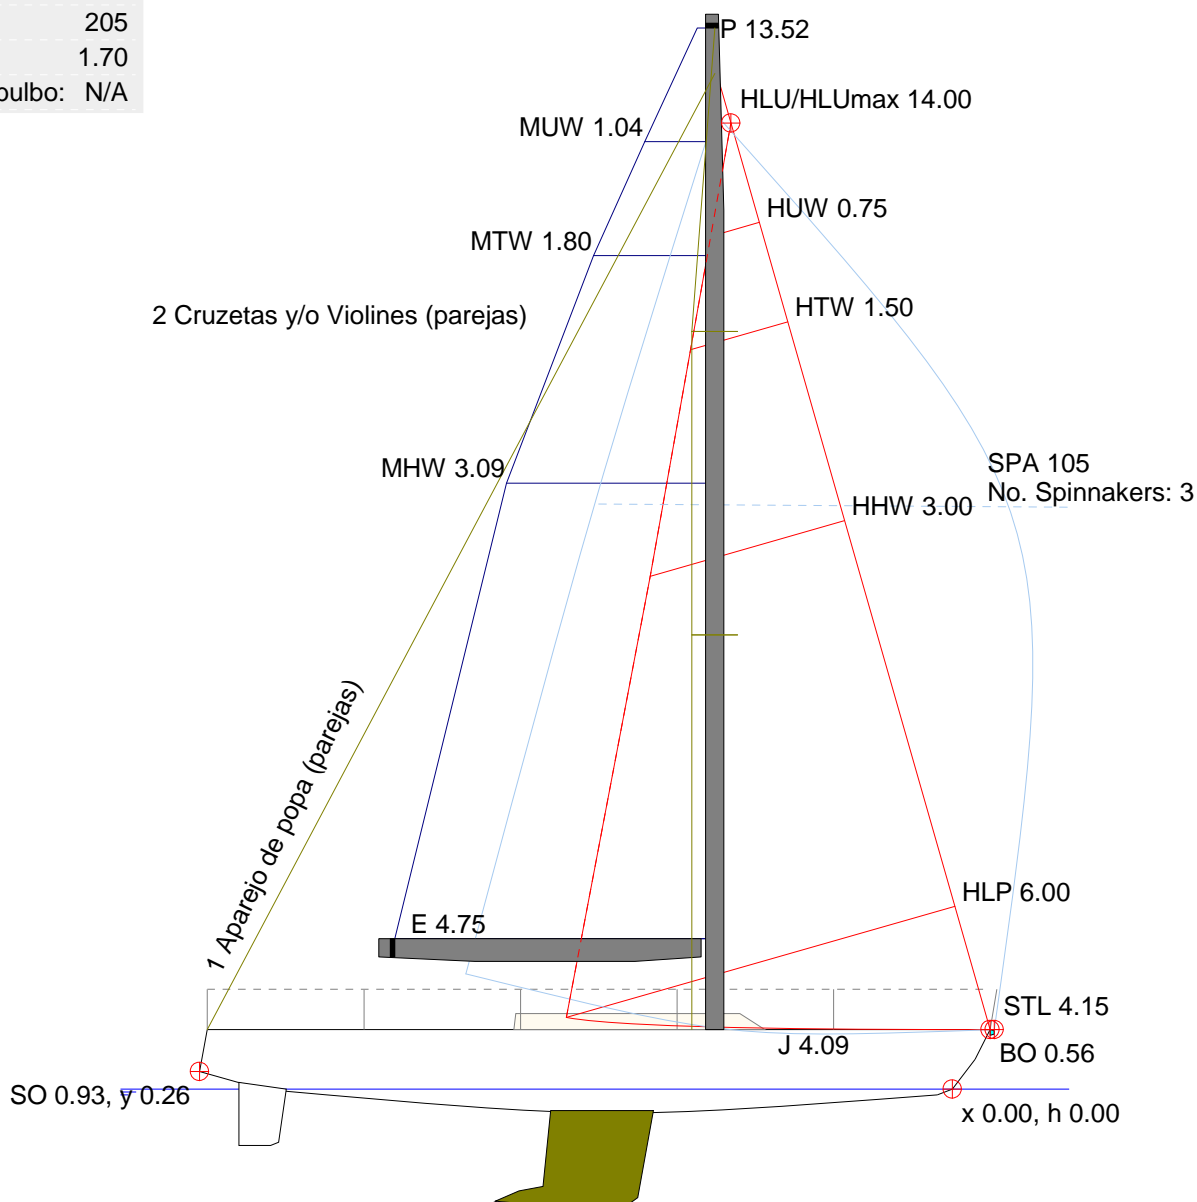 205
1.70
bulbo: N/A
P 13.52
HLU/HLUmax 14.00
MUW 1.04
HUW 0.75
MTW 1.80
HTW 1.50
2 Cruzetas y/o Violines (parejas)
MHW 3.09
SPA 105
No. Spinnakers: 3
HHW 3.00
1 Aparejo de popa (parejas)
HLP 6.00
E 4.75
STL 4.15
J 4.09
BO 0.56
SO 0.93, y 0.26
x 0.00, h 0.00